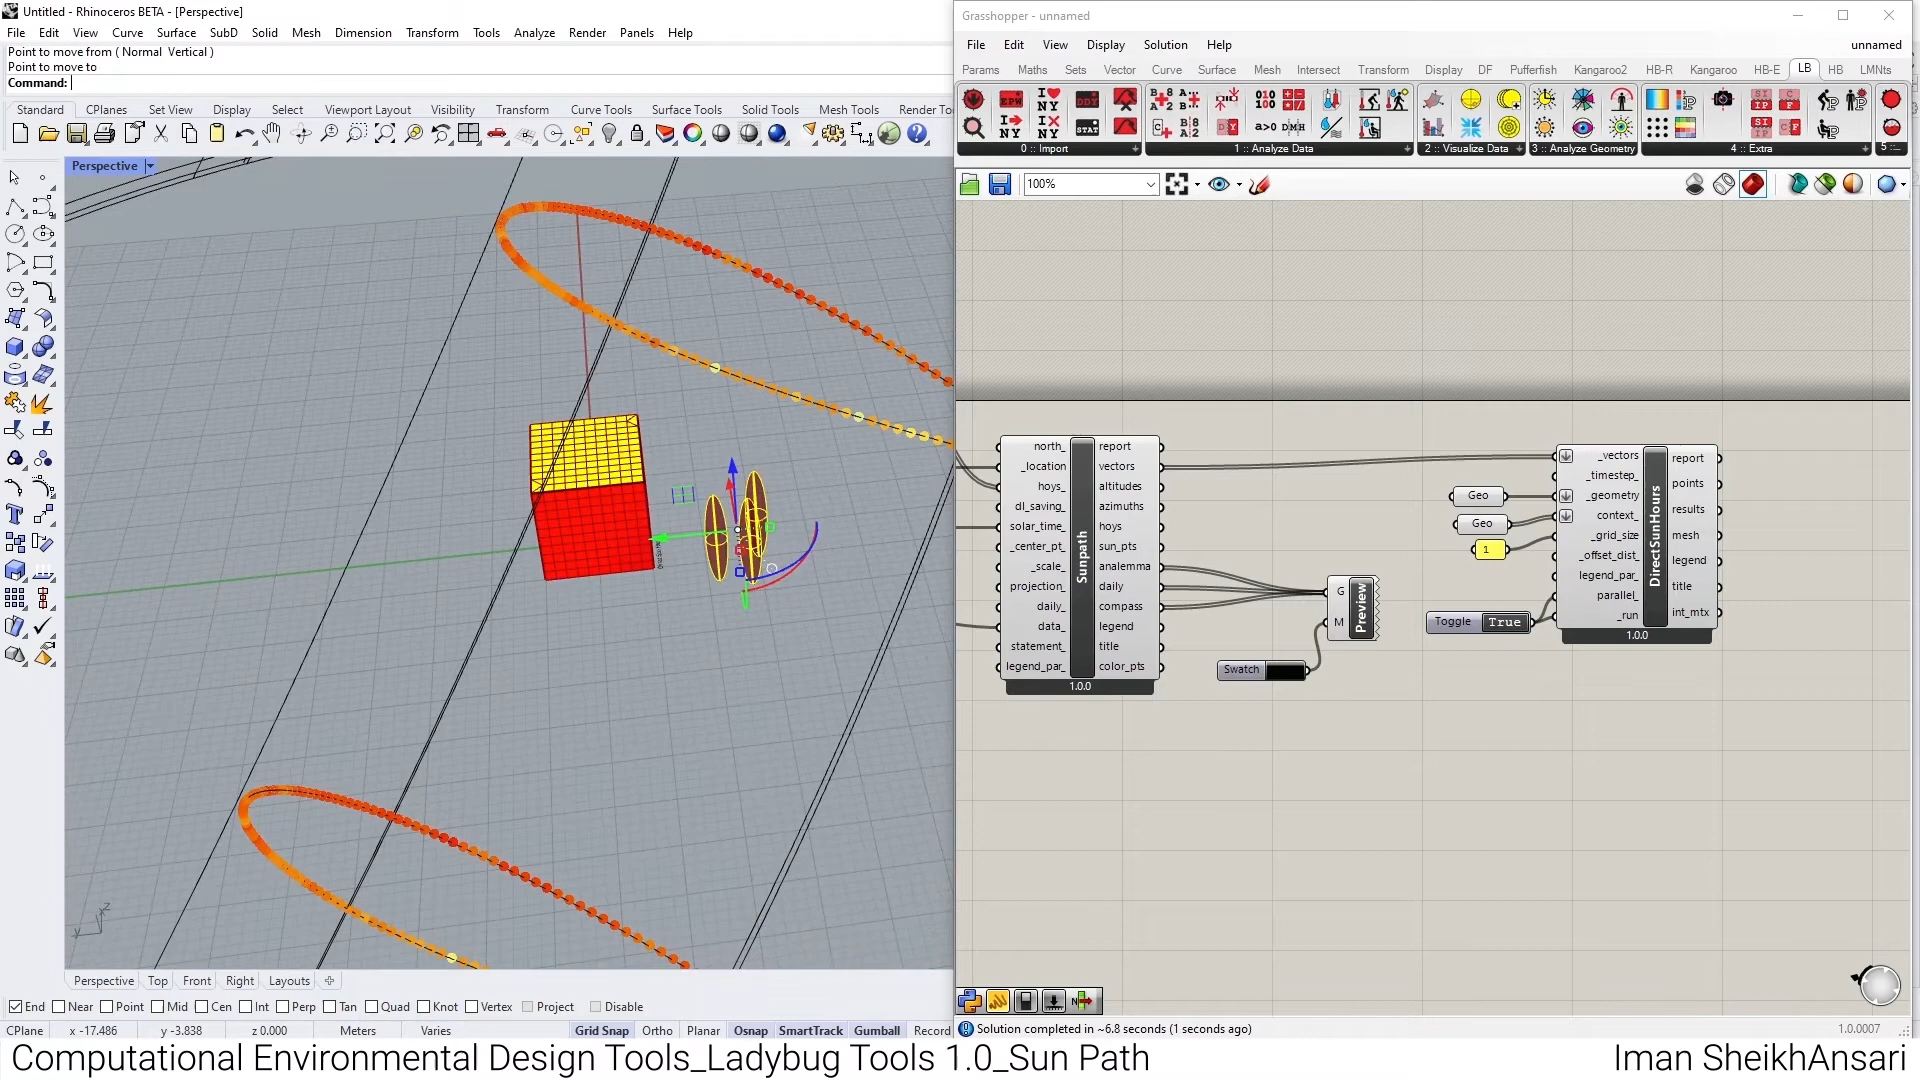 Untitled - Rhinoceros BETA - [Perspective]
File Edit View Curve Surface SubD Solid Mesh Dimension Transform Tools Analyze Render Panels Help
Point to move from ( Normal Vertical )
Point to move to
Command:
Standard CPlanes Set View Display Select Viewport Layout Visibility Transform Curve Tools Surface Tools Solid Tools Mesh Tools Render To
Perspective
Perspective Top Front Right Layouts
End Near Point Mid Cen Int Perp Tan Quad Knot Vertex Project Disable
CPlane x -17.486 y -3.838 z 0.000 Meters Varies Grid Snap Ortho Planar Osnap SmartTrack Gumball Record
Grasshopper - unnamed
File Edit View Display Solution Help unnamed
Params Maths Sets Vector Curve Surface Mesh Intersect Transform Display DF Pufferfish Kangaroo2 HB-R Kangaroo HB-E LB HB LMNts
0 :: Import 1 :: Analyze Data 2 :: Visualize Data 3 :: Analyze Geometry 4 :: Extra 5 ::
100%
north_ report
_location vectors
hoys_ altitudes
dl_saving_ azimuths
solar_time_ hoys
_center_pt_ sun_pts
_scale_ analemma
projection_ daily
daily_ compass
data_ legend
statement_ title
legend_par_ color_pts
Sunpath
1.0.0
G
M
Preview
Swatch
Geo
Geo
1
Toggle True
_vectors report
_timestep_ points
_geometry results
context_ mesh
_grid_size legend
_offset_dist_ title
legend_par_ int_mtx
parallel_
_run
DirectSunHours
1.0.0
Solution completed in ~6.8 seconds (1 seconds ago) 1.0.0007
Computational Environmental Design Tools_Ladybug Tools 1.0_Sun Path Iman SheikhAnsari